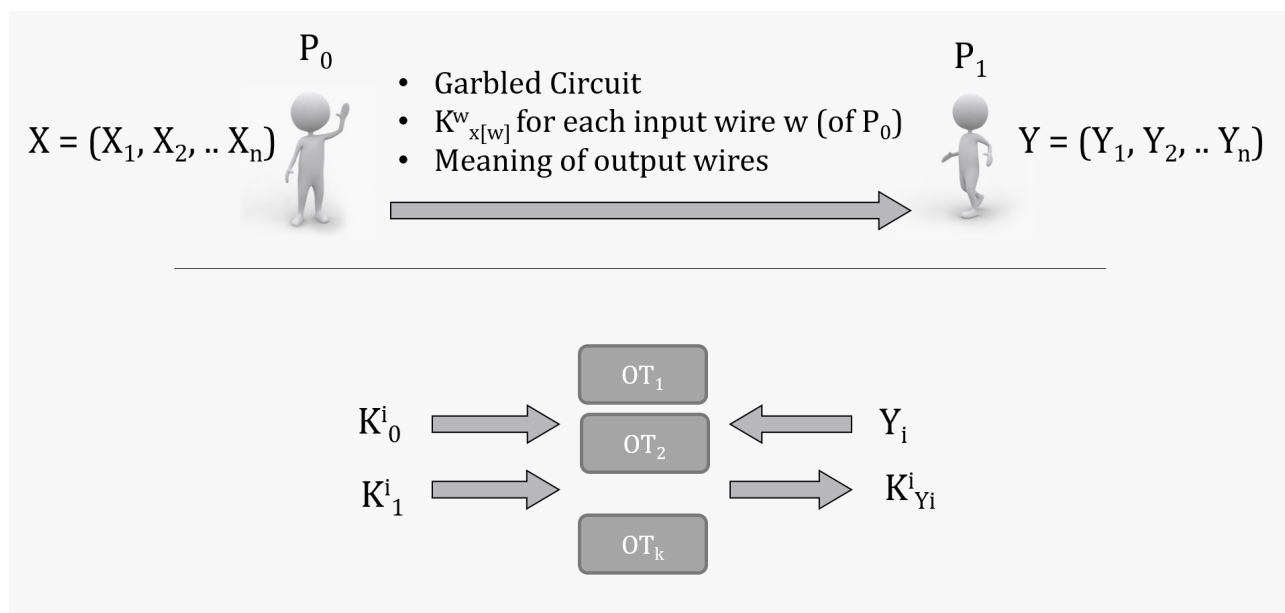 P₀
P₁
X = (X₁, X₂, .. Xₙ)
• Garbled Circuit
• Kʷₓ[w] for each input wire w (of P₀)
• Meaning of output wires
Y = (Y₁, Y₂, .. Yₙ)
OT₁
Kⁱ₀
Yᵢ
OT₂
Kⁱ₁
Kⁱ_Yi
OTₖ